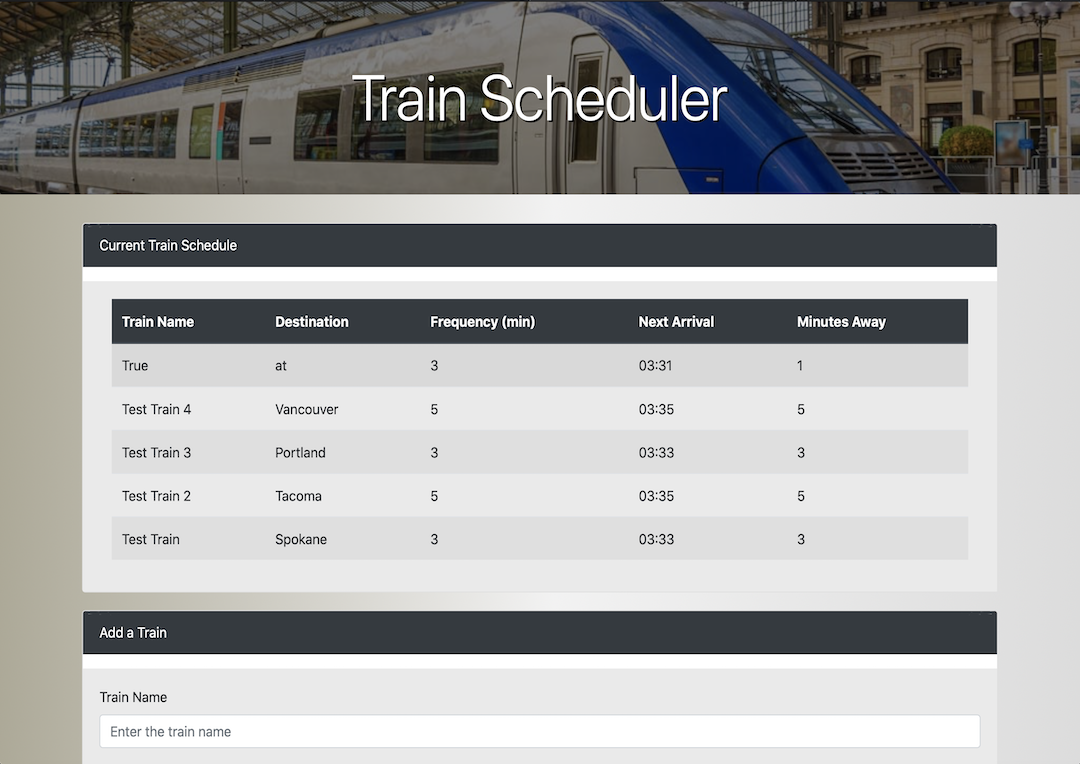 Train Scheduler
Current Train Schedule
Train Name Destination Frequency (min) Next Arrival Minutes Away
True at 3 03:31 1
Test Train 4 Vancouver 5 03:35 5
Test Train 3 Portland 3 03:33 3
Test Train 2 Tacoma 5 03:35 5
Test Train Spokane 3 03:33 3
Add a Train
Train Name
Enter the train name